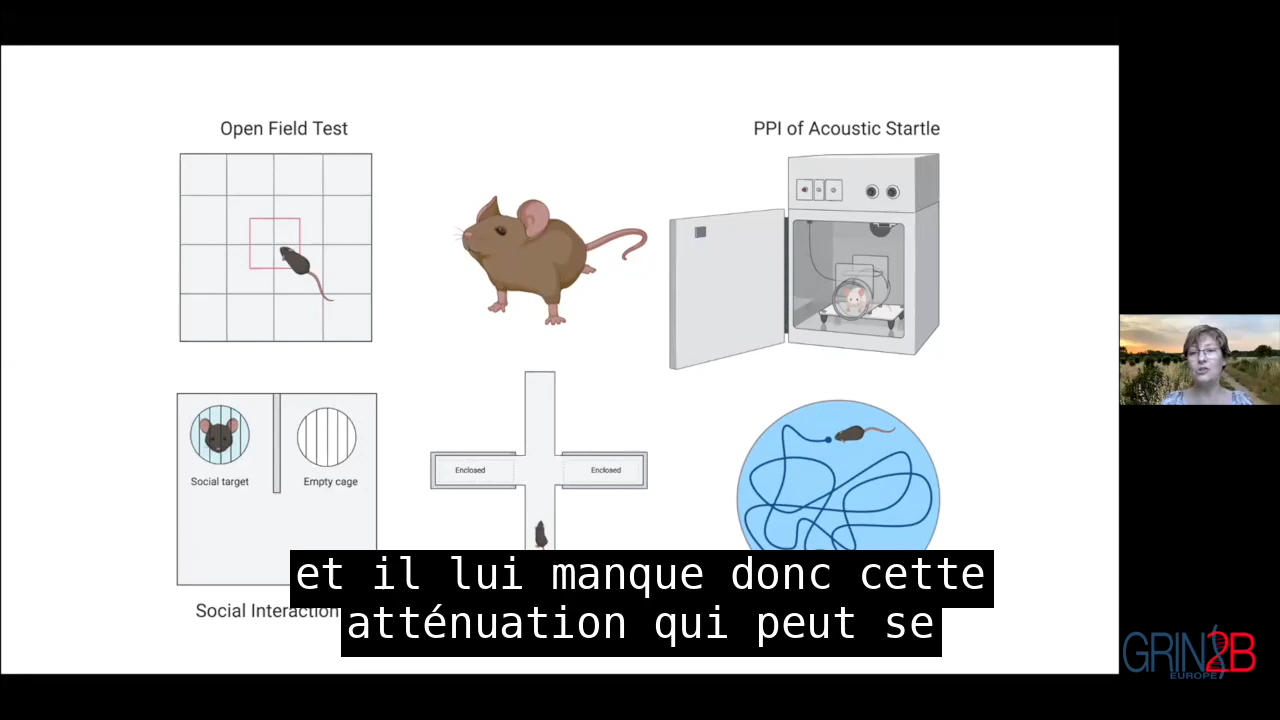 Open Field Test
PPI of Acoustic Startle
Social target
Empty cage
Enclosed
Enclosed
Social Interaction
et il lui manque donc cette
atténuation qui peut se
GRIN2B
EUROPE